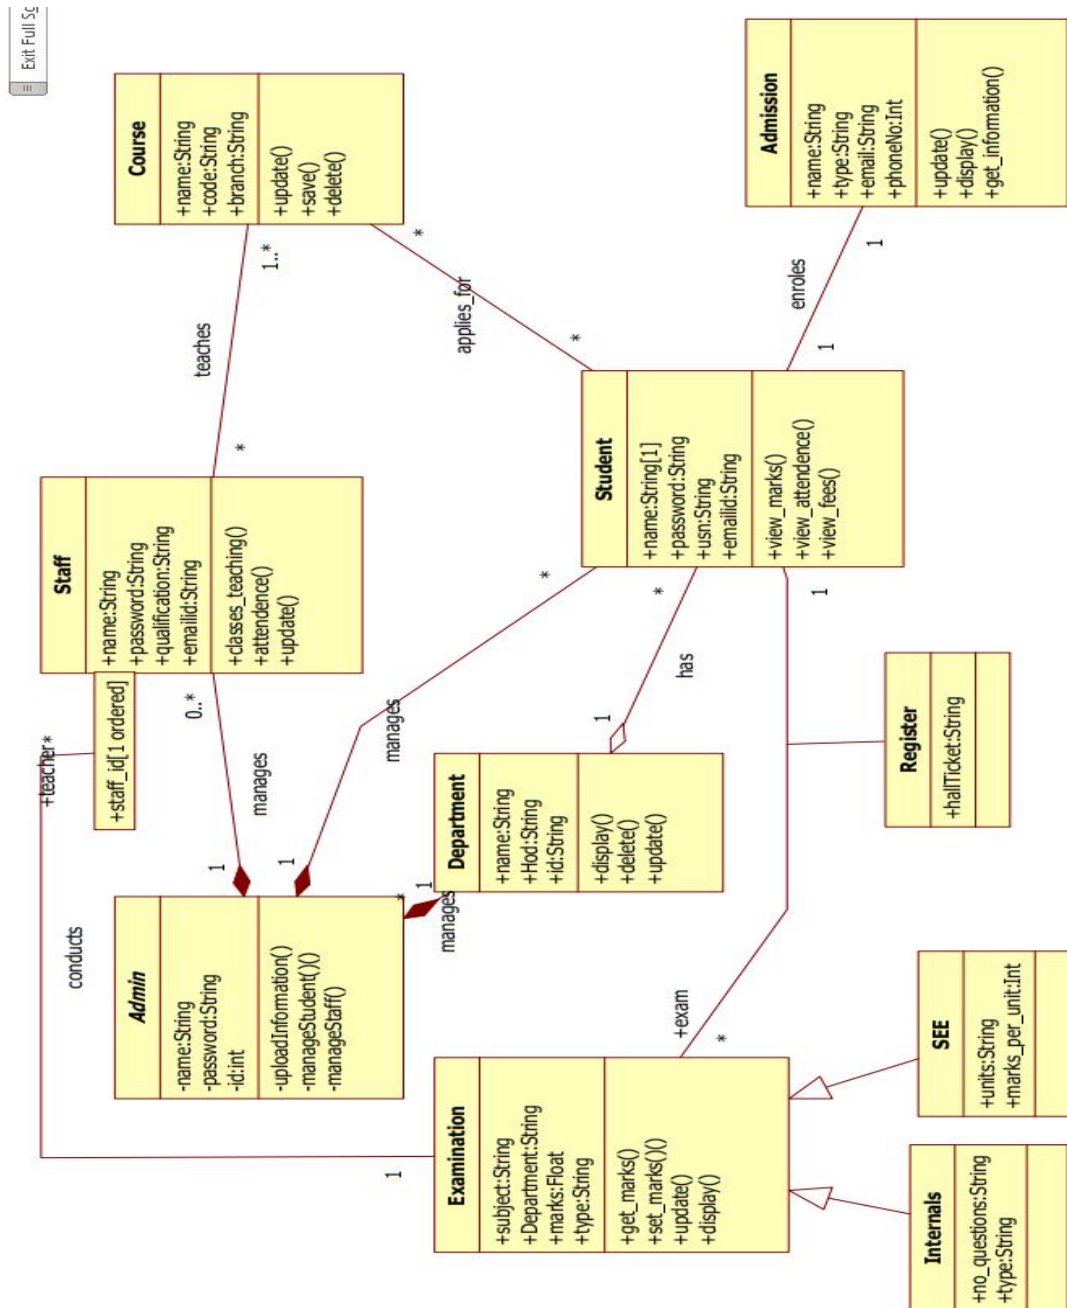 Exit Full Sc
Course
+name:String
+code:String
+branch:String
+update()
+save()
+delete()
Admission
+name:String
+type:String
+email:String
+phoneNo:Int
+update()
+display()
+get_information()
1..*
teaches
*
*
applies_for
*
1
enroles
1
Staff
+name:String
+password:String
+qualification:String
+emailid:String
+classes_teaching()
+attendence()
+update()
+staff_id[1 ordered]
+teacher*
Student
+name:String[1]
+password:String
+usn:String
+emailid:String
+view_marks()
+view_attendence()
+view_fees()
0..*
manages
1
*
manages
1
*
has
1
1
Department
+name:String
+Hod:String
+id:String
+display()
+delete()
+update()
1
manages
*
Register
+hallTicket:String
Admin
-name:String
-password:String
-id:int
-uploadInformation()
-manageStudent()()
-manageStaff()
conducts
1
+exam
*
Examination
+subject:String
+Department:String
+marks:Float
+type:String
+get_marks()
+set_marks()()
+update()
+display()
SEE
+units:String
+marks_per_unit:Int
Internals
+no_questions:String
+type:String